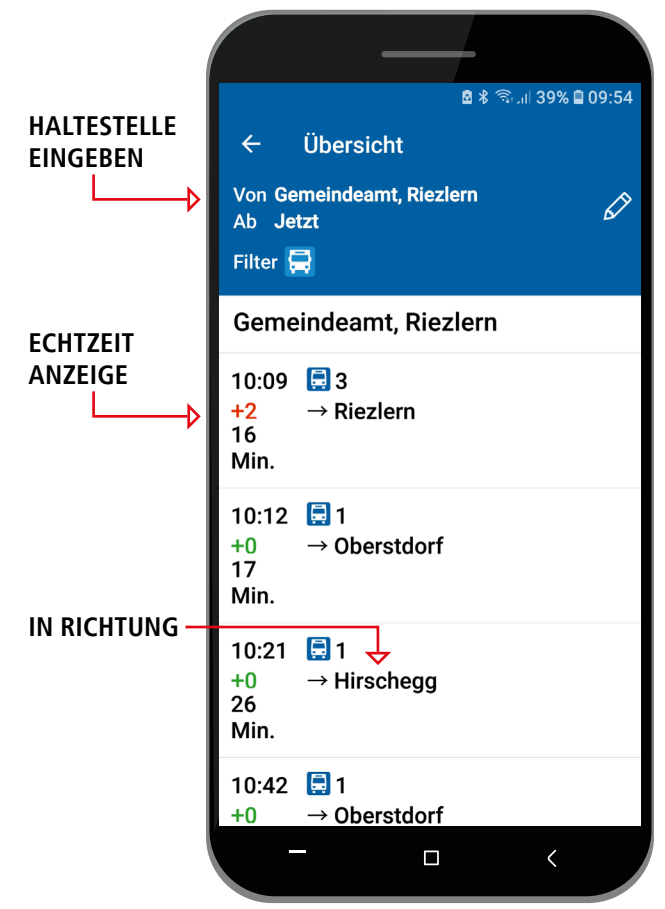 39% 09:54
HALTESTELLE
EINGEBEN
Übersicht
Von Gemeindeamt, Riezlern
Ab Jetzt
Filter
Gemeindeamt, Riezlern
ECHTZEIT
ANZEIGE
10:09 3
+2 → Riezlern
16
Min.
10:12 1
+0 → Oberstdorf
17
Min.
IN RICHTUNG
10:21 1
+0 → Hirschegg
26
Min.
10:42 1
+0 → Oberstdorf